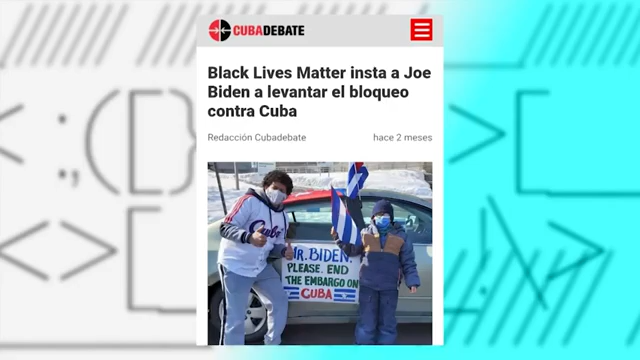 CUBADEBATE
Black Lives Matter insta a Joe
Biden a levantar el bloqueo
contra Cuba
Redacción Cubadebate hace 2 meses
Cuba
MR. BIDEN.
PLEASE. END
THE EMBARGO ON
CUBA